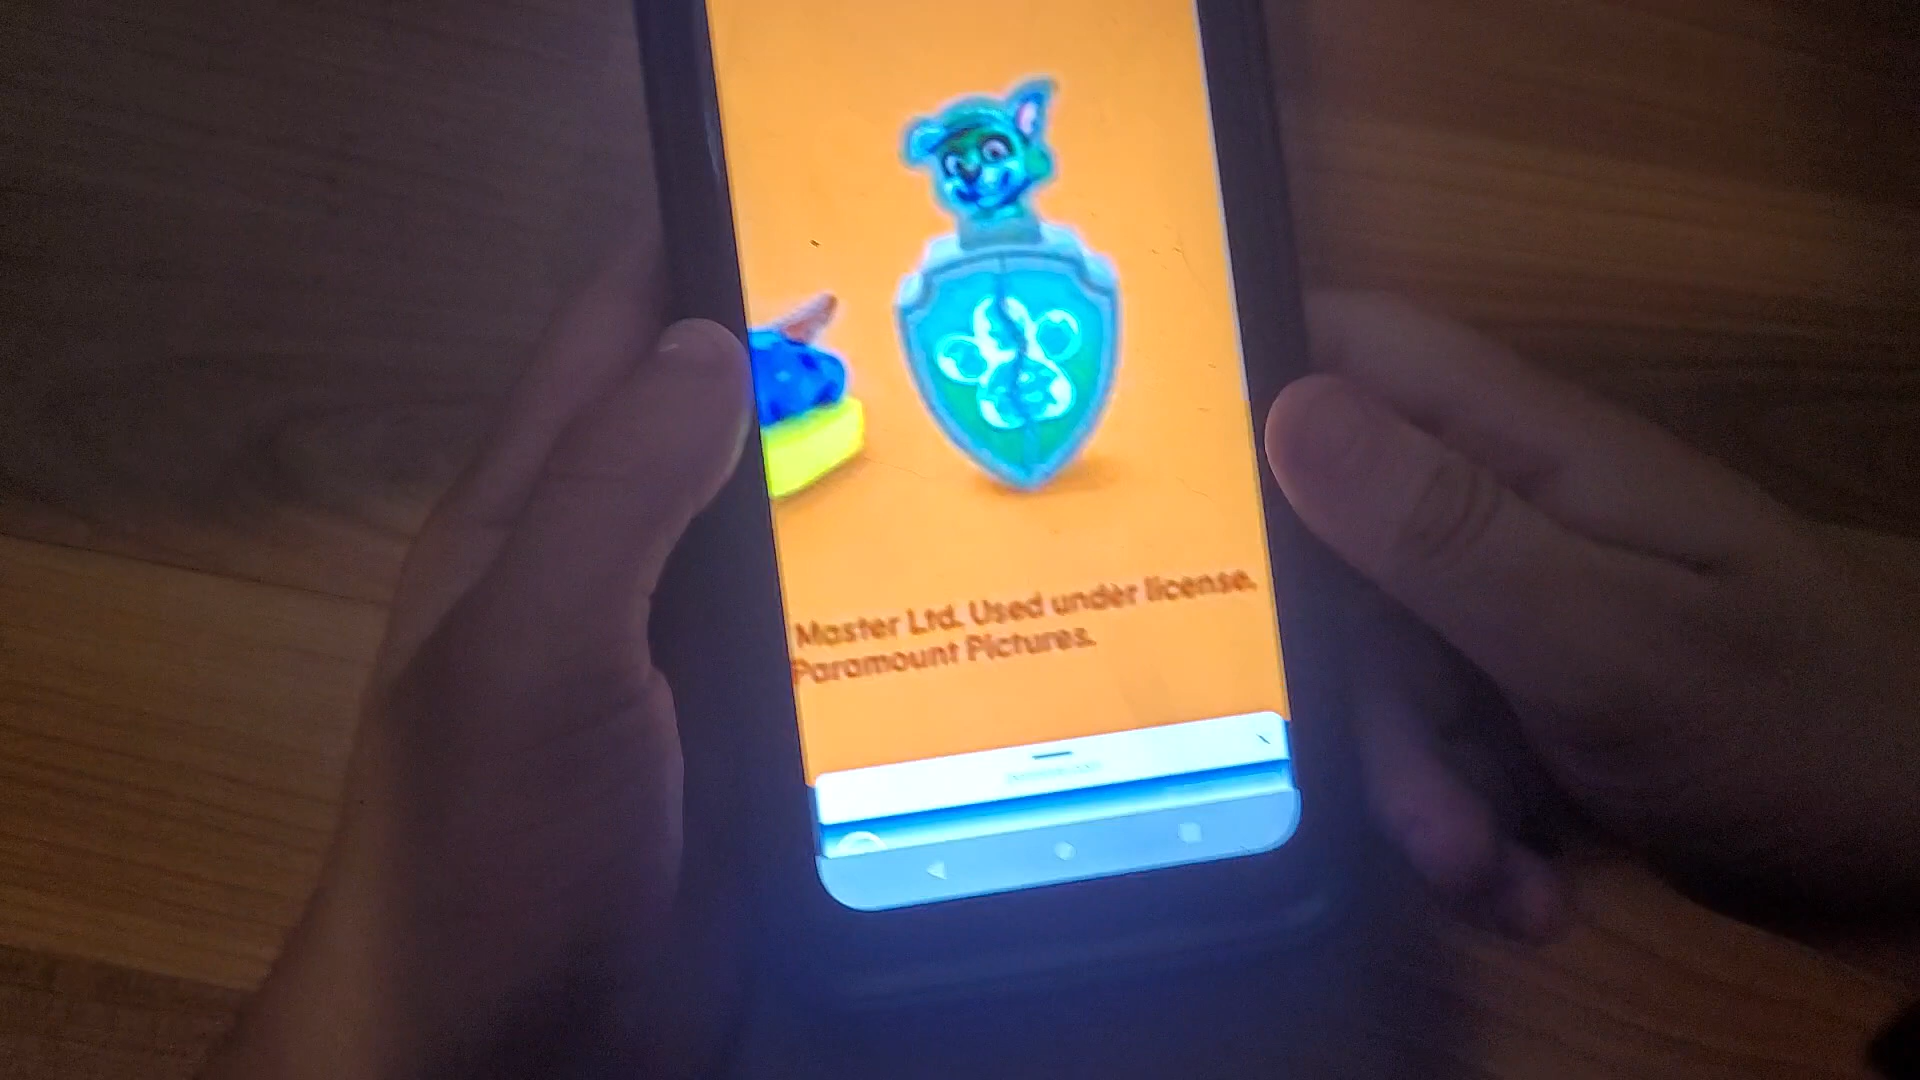 Master Ltd. Used under license.
Paramount Pictures.